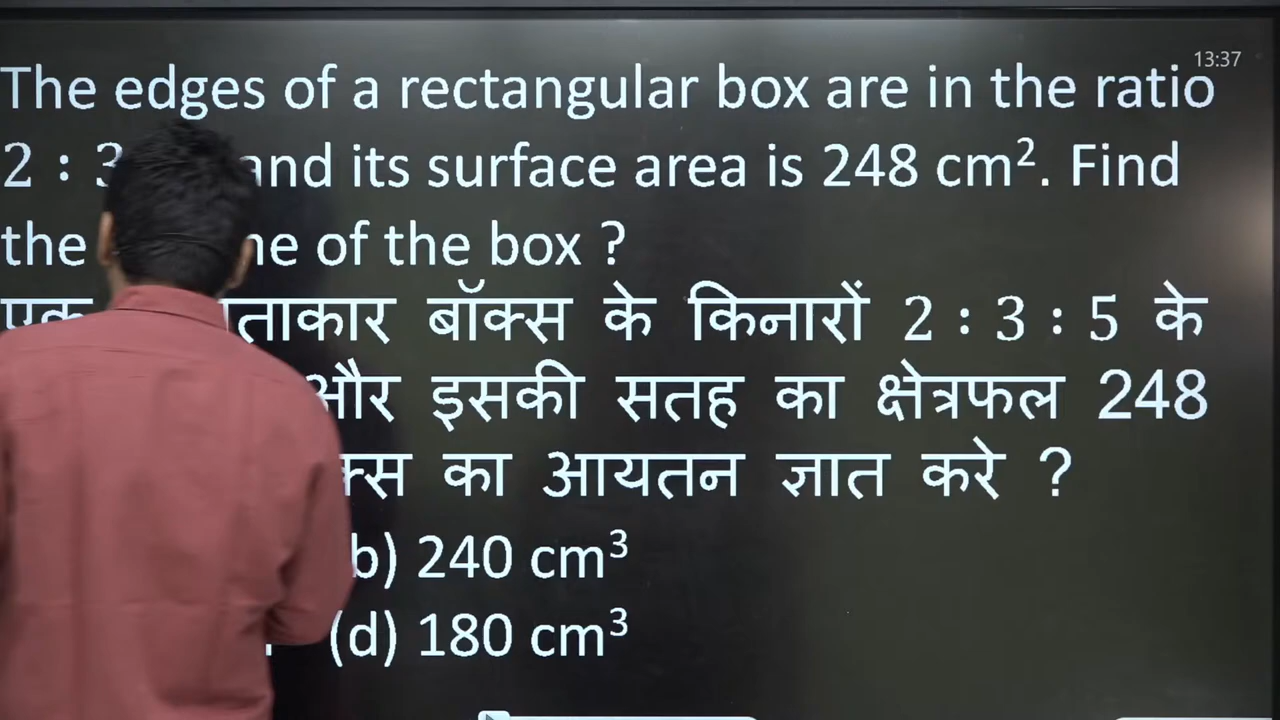 13:37
The edges of a rectangular box are in the ratio
2 : 3 and its surface area is 248 cm². Find
the of the box ?
के किनारों 2 : 3 : 5 के
और इसकी सतह का क्षेत्रफल 248
का आयतन ज्ञात करे ?
b) 240 cm³
(d) 180 cm³